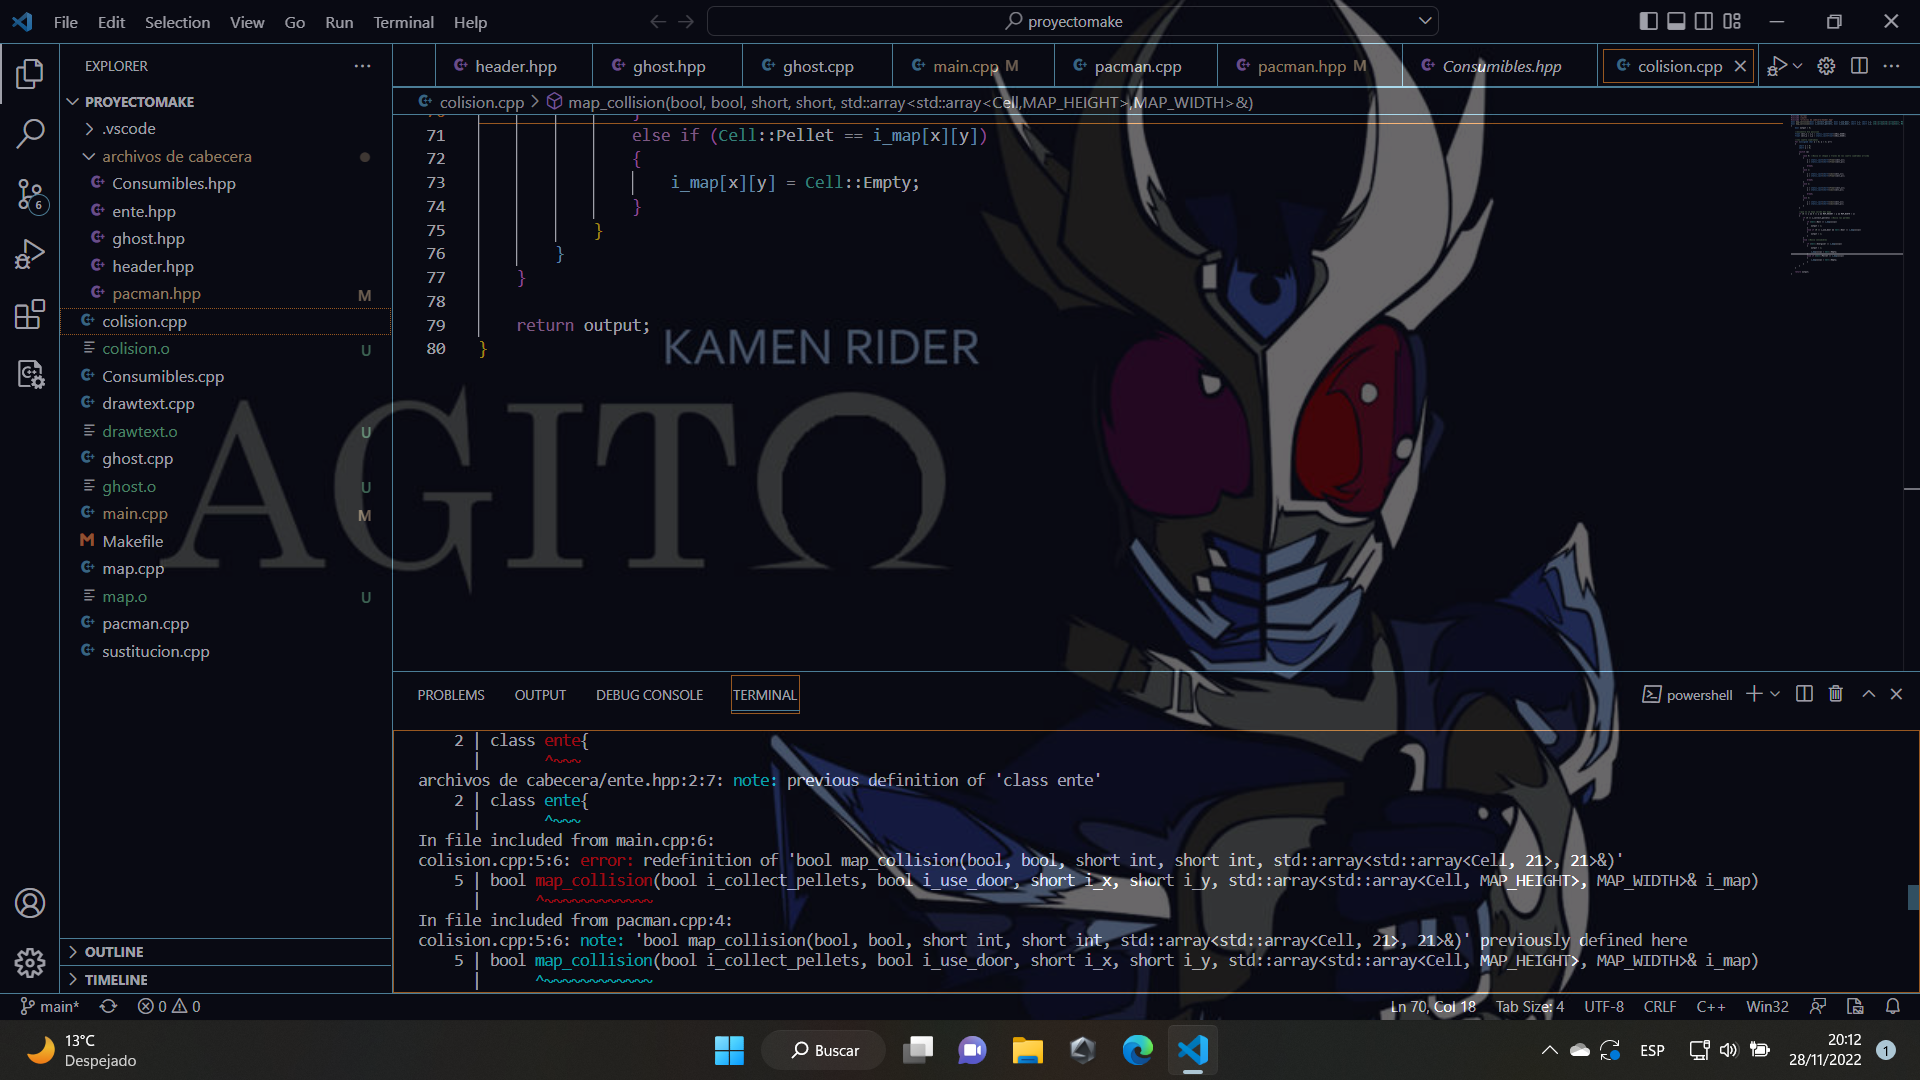 File Edit Selection View Go Run Terminal Help
proyectomake
EXPLORER
PROYECTOMAKE
.vscode
archivos de cabecera
Consumibles.hpp
ente.hpp
ghost.hpp
header.hpp
pacman.hpp M
colision.cpp
colision.o U
Consumibles.cpp
drawtext.cpp
drawtext.o U
ghost.cpp
ghost.o U
main.cpp M
Makefile
map.cpp
map.o U
pacman.cpp
sustitucion.cpp
OUTLINE
TIMELINE
6
header.hpp ghost.hpp ghost.cpp main.cpp M pacman.cpp pacman.hpp M Consumibles.hpp colision.cpp
colision.cpp > map_collision(bool, bool, short, short, std::array<std::array<Cell,MAP_HEIGHT>,MAP_WIDTH>&)
71 else if (Cell::Pellet == i_map[x][y])
72 {
73 i_map[x][y] = Cell::Empty;
74 }
75 }
76 }
77 }
78
79 return output;
80 }
KAMEN RIDER
AGITΩ
PROBLEMS OUTPUT DEBUG CONSOLE TERMINAL
powershell
2 | class ente{
| ^~~~
archivos de cabecera/ente.hpp:2:7: note: previous definition of 'class ente'
2 | class ente{
| ^~~~
In file included from main.cpp:6:
colision.cpp:5:6: error: redefinition of 'bool map_collision(bool, bool, short int, short int, std::array<std::array<Cell, 21>, 21>&)'
5 | bool map_collision(bool i_collect_pellets, bool i_use_door, short i_x, short i_y, std::array<std::array<Cell, MAP_HEIGHT>, MAP_WIDTH>& i_map)
| ^~~~~~~~~~~~~
In file included from pacman.cpp:4:
colision.cpp:5:6: note: 'bool map_collision(bool, bool, short int, short int, std::array<std::array<Cell, 21>, 21>&)' previously defined here
5 | bool map_collision(bool i_collect_pellets, bool i_use_door, short i_x, short i_y, std::array<std::array<Cell, MAP_HEIGHT>, MAP_WIDTH>& i_map)
| ^~~~~~~~~~~~~
main* 0 0 Ln 70, Col 18 Tab Size: 4 UTF-8 CRLF C++ Win32
13°C
Despejado
Buscar
ESP
20:12
28/11/2022
1